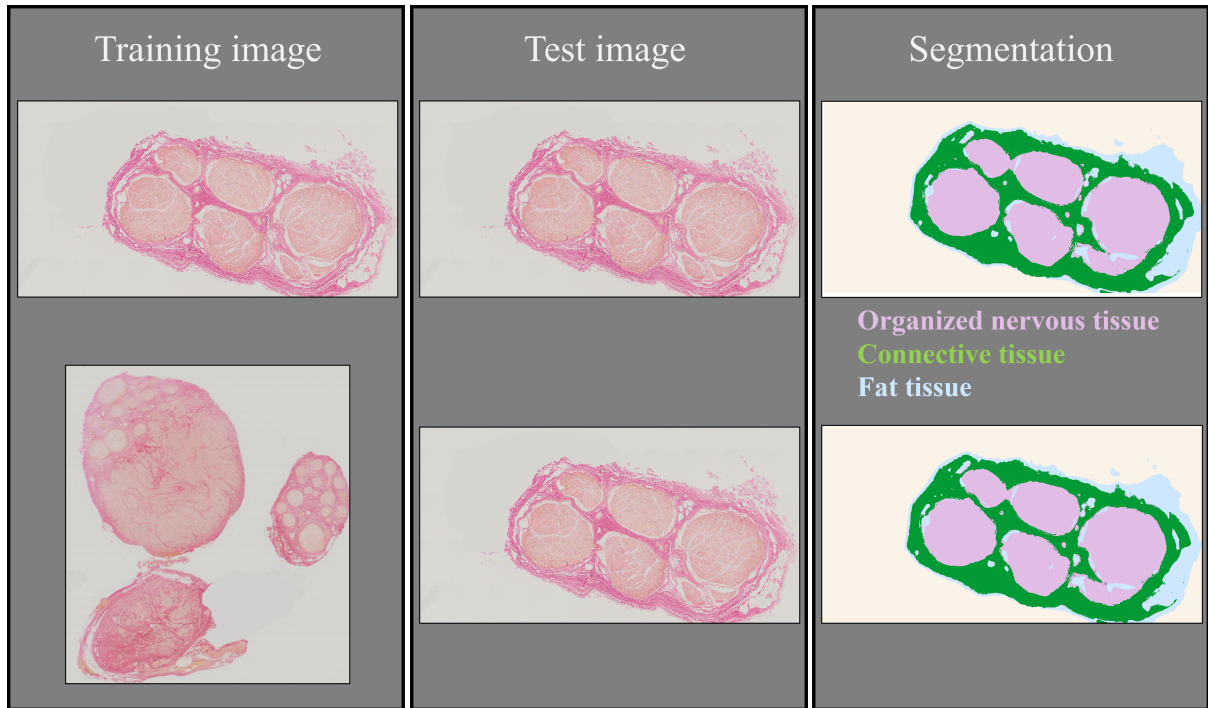 Training image
Test image
Segmentation
Organized nervous tissue
Connective tissue
Fat tissue